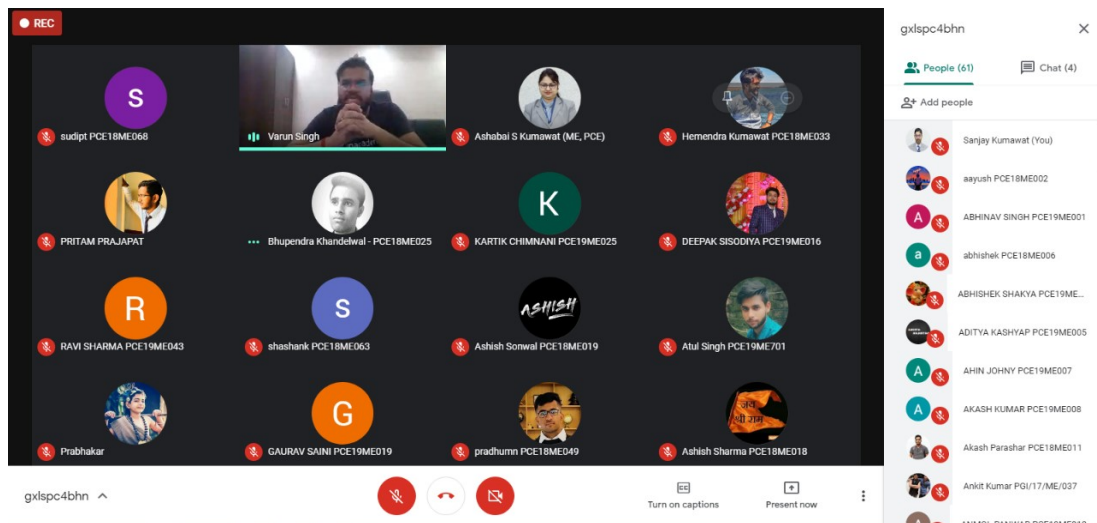 REC
S
sudipt PCE18ME068
Varun Singh
Ashabai S Kumawat (ME, PCE)
Hemendra Kumawat PCE18ME033
PRITAM PRAJAPAT
Bhupendra Khandelwal - PCE18ME025
K
KARTIK CHIMNANI PCE19ME025
DEEPAK SISODIYA PCE19ME016
R
RAVI SHARMA PCE19ME043
S
shashank PCE18ME063
ASHISH
Ashish Sonwal PCE18ME019
Atul Singh PCE19ME701
Prabhakar
G
GAURAV SAINI PCE19ME019
pradhumn PCE18ME049
जय
श्री राम
Ashish Sharma PCE18ME018
gxlspc4bhn
Turn on captions
Present now
gxlspc4bhn
People (61)
Chat (4)
Add people
Sanjay Kumawat (You)
aayush PCE18ME002
A
ABHINAV SINGH PCE19ME001
a
abhishek PCE18ME006
ABHISHEK SHAKYA PCE19ME...
ADITYA KASHYAP PCE19ME005
A
AHIN JOHNY PCE19ME007
A
AKASH KUMAR PCE19ME008
Akash Parashar PCE18ME011
Ankit Kumar PGI/17/ME/037